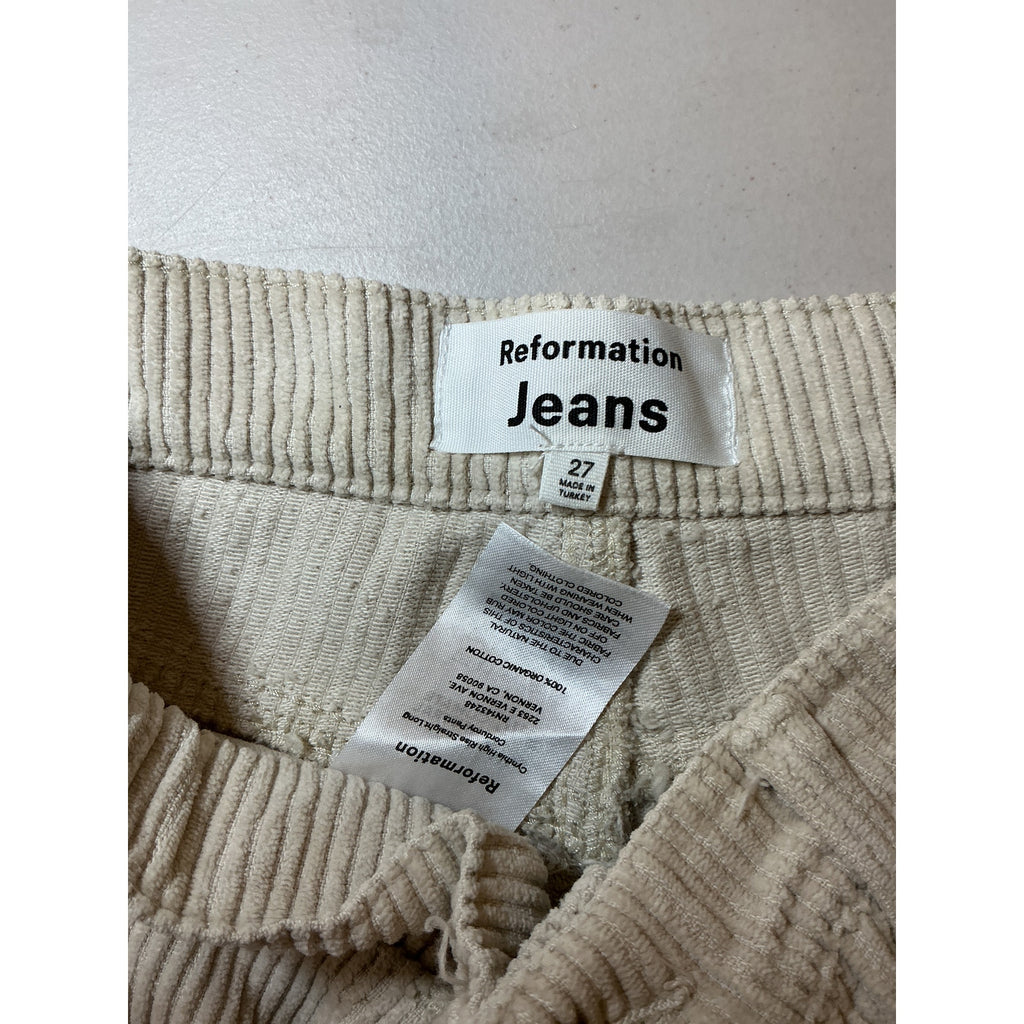 Reformation
Jeans
27
MADE IN
TURKEY
Reformation
Cynthia High Rise Straight Long
Corduroy Pants
RN143248
2263 E VERNON AVE.
VERNON, CA 90058
100% ORGANIC COTTON
DUE TO THE NATURAL
CHARACTERISTICS OF THIS
FABRIC THE COLOR MAY RUB
OFF ON LIGHT COLORED
FABRICS AND UPHOLSTERY.
CARE SHOULD BE TAKEN
WHEN WEARING WITH LIGHT
COLORED CLOTHING.